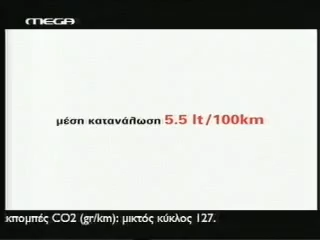 MEGA
μέση κατανάλωση 5.5 lt/100km
κπομπές CO2 (gr/km): μικτός κύκλος 127.